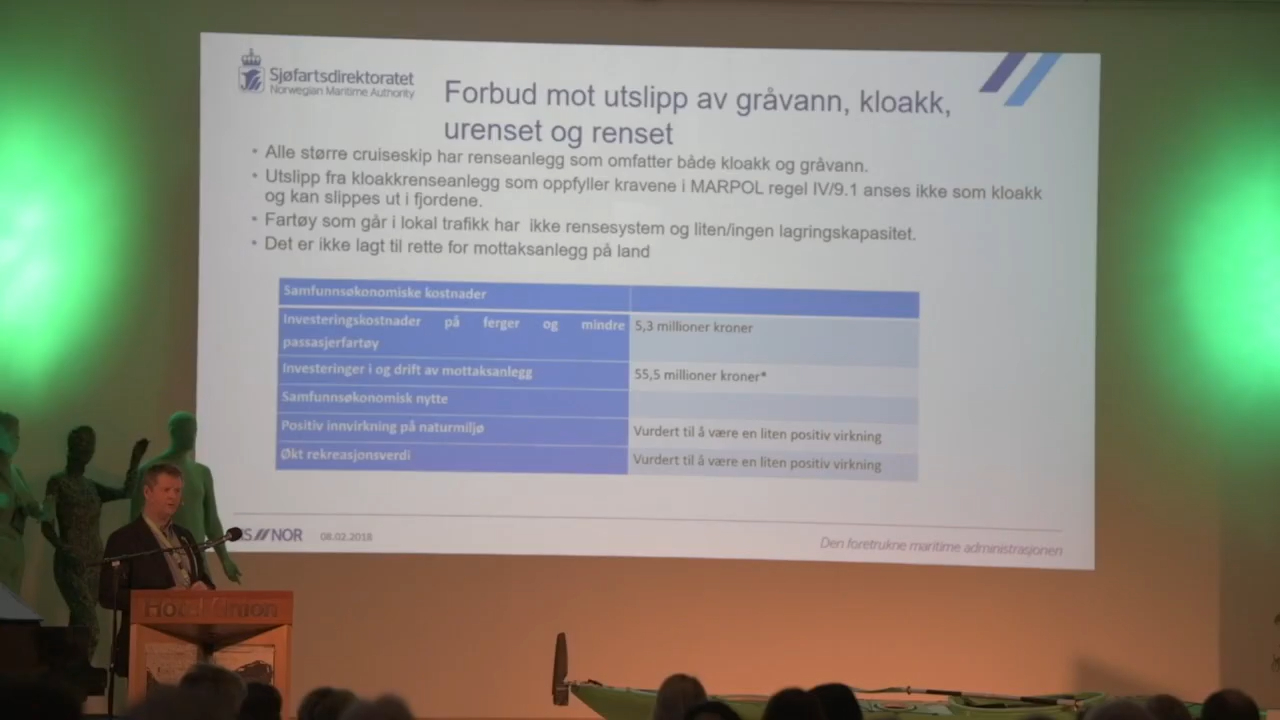 Sjøfartsdirektoratet
Norwegian Maritime Authority
Forbud mot utslipp av gråvann, kloakk,
urenset og renset
• Alle større cruiseskip har renseanlegg som omfatter både kloakk og gråvann.
• Utslipp fra kloakkrenseanlegg som oppfyller kravene i MARPOL regel IV/9.1 anses ikke som kloakk
og kan slippes ut i fjordene.
• Fartøy som går i lokal trafikk har ikke rensesystem og liten/ingen lagringskapasitet.
• Det er ikke lagt til rette for mottaksanlegg på land
Samfunnsøkonomiske kostnader
Investeringskostnader på ferger og mindre
passasjerfartøy
5,3 millioner kroner
Investeringer i og drift av mottaksanlegg
55,5 millioner kroner*
Samfunnsøkonomisk nytte
Positiv innvirkning på naturmiljø
Vurdert til å være en liten positiv virkning
Økt rekreasjonsverdi
Vurdert til å være en liten positiv virkning
NOR
08.02.2018
Den foretrukne maritime administrasjonen
Hotel Union